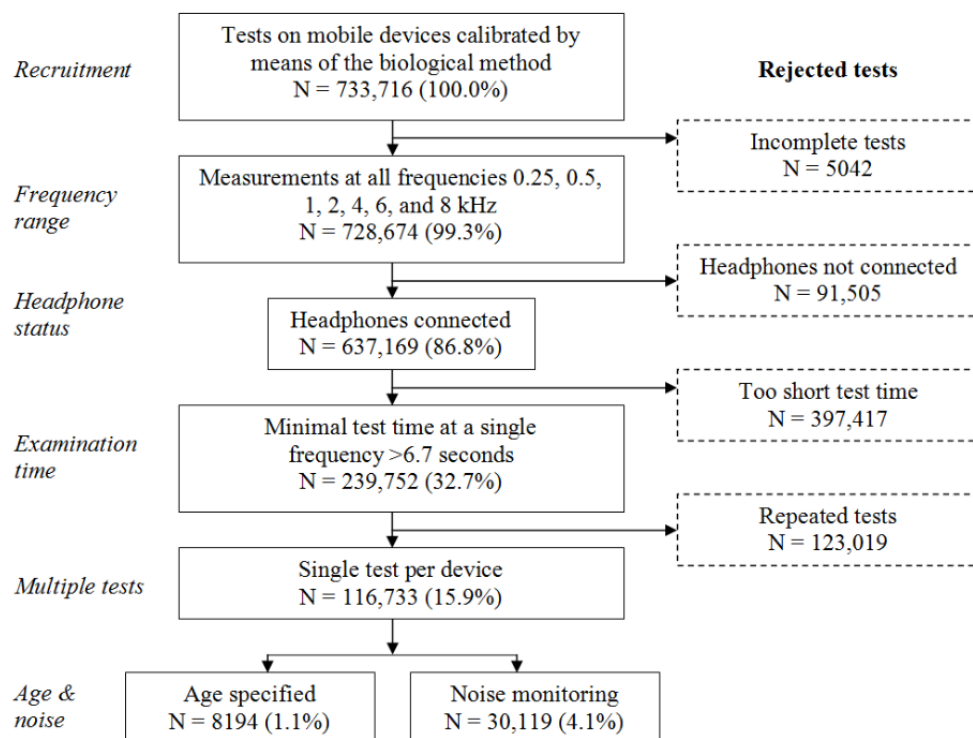 Recruitment
Tests on mobile devices calibrated by
means of the biological method
N = 733,716 (100.0%)
Rejected tests
Incomplete tests
N = 5042
Frequency
range
Measurements at all frequencies 0.25, 0.5,
1, 2, 4, 6, and 8 kHz
N = 728,674 (99.3%)
Headphones not connected
N = 91,505
Headphone
status
Headphones connected
N = 637,169 (86.8%)
Too short test time
N = 397,417
Examination
time
Minimal test time at a single
frequency >6.7 seconds
N = 239,752 (32.7%)
Repeated tests
N = 123,019
Multiple tests
Single test per device
N = 116,733 (15.9%)
Age &
noise
Age specified
N = 8194 (1.1%)
Noise monitoring
N = 30,119 (4.1%)